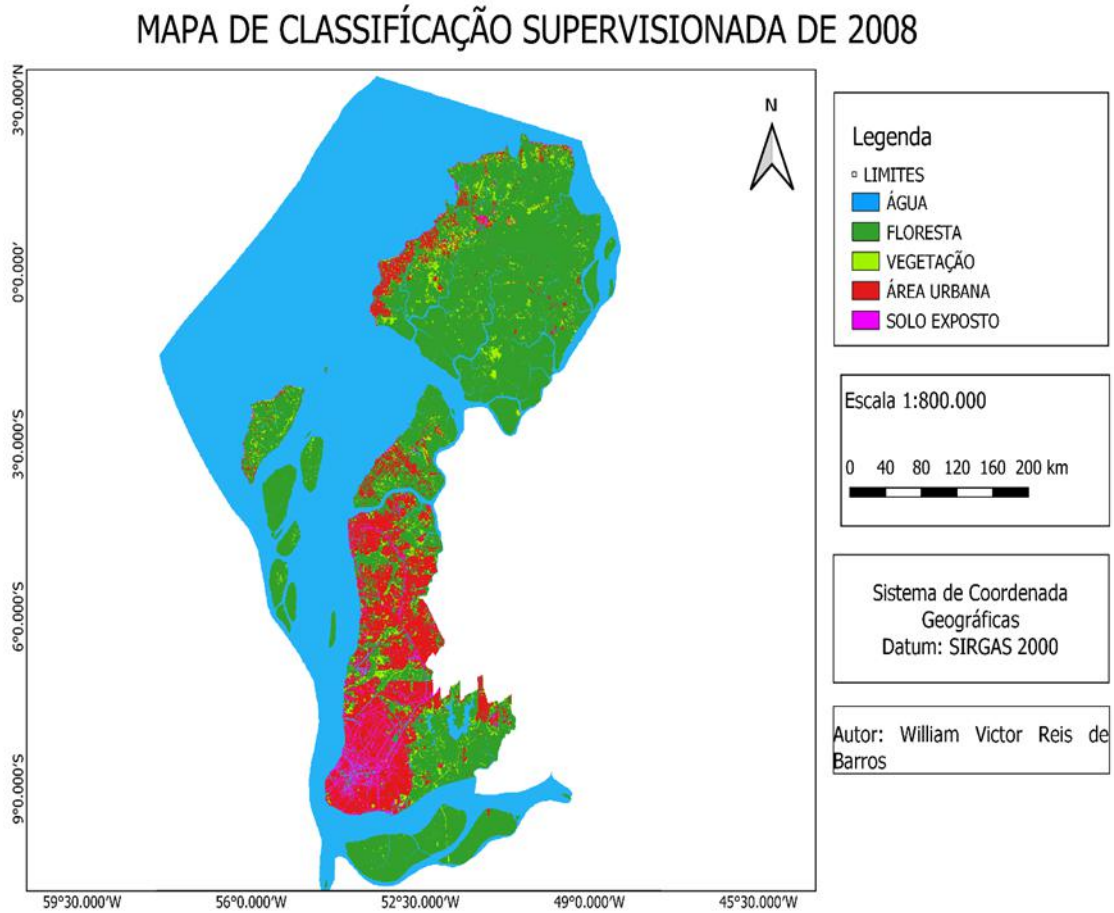 MAPA DE CLASSIFÍCAÇÃO SUPERVISIONADA DE 2008
3°0.000'N
0°0.000'
3°0.000'S
6°0.000'S
9°0.000'S
59°30.000'W
56°0.000'W
52°30.000'W
49°0.000'W
45°30.000'W
N
Legenda
LIMITES
ÁGUA
FLORESTA
VEGETAÇÃO
ÁREA URBANA
SOLO EXPOSTO
Escala 1:800.000
0 40 80 120 160 200 km
Sistema de Coordenada
Geográficas
Datum: SIRGAS 2000
Autor: William Victor Reis de
Barros